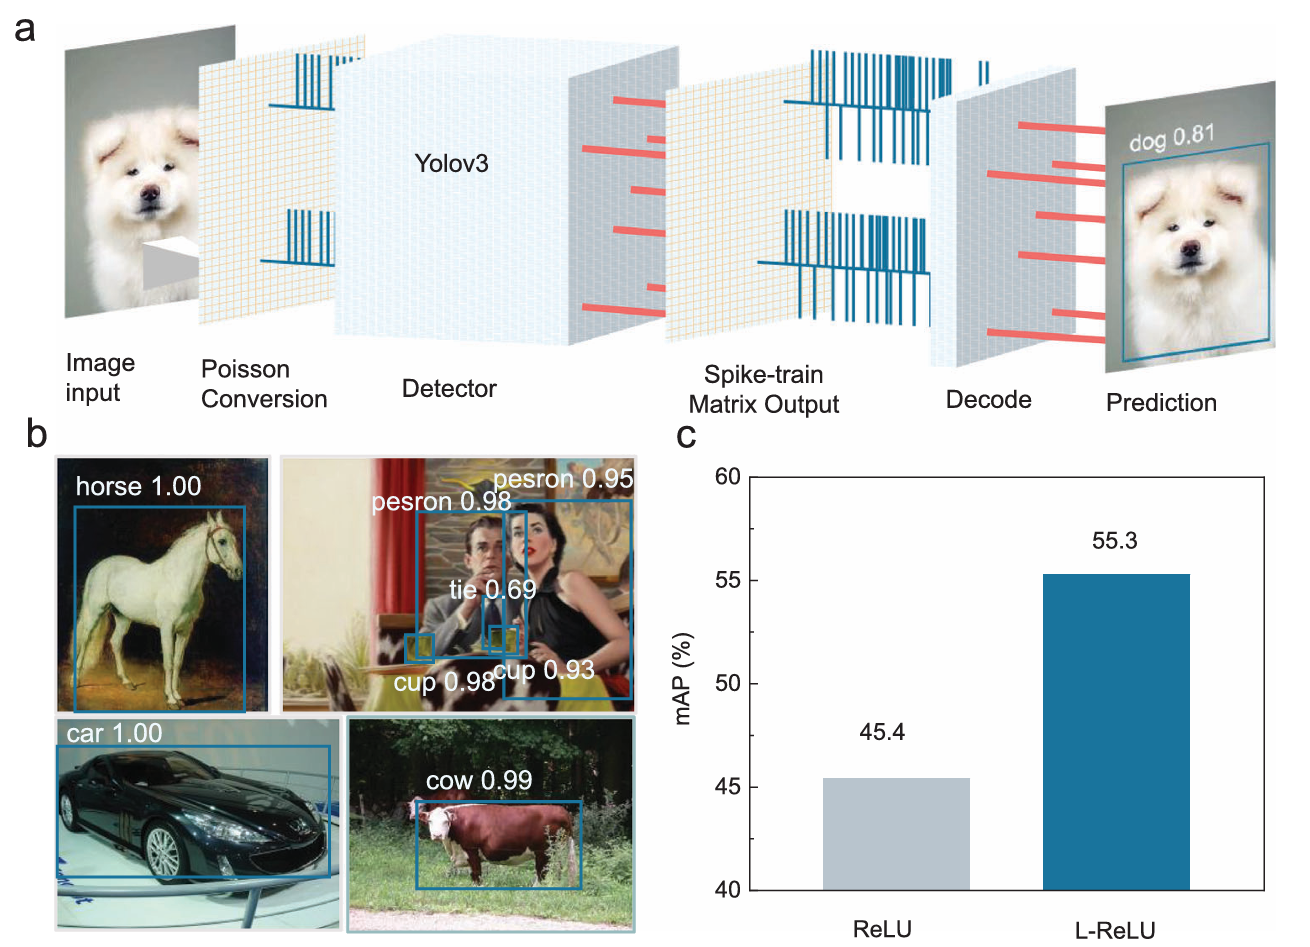 a
Yolov3
dog 0.81
Image
input
Poisson
Conversion
Detector
Spike-train
Matrix Output
Decode
Prediction
b
horse 1.00
pesron 0.95
pesron 0.98
tie 0.69
cup 0.93
cup 0.98
car 1.00
cow 0.99
c
60
55
50
45
40
mAP (%)
45.4
55.3
ReLU
L-ReLU